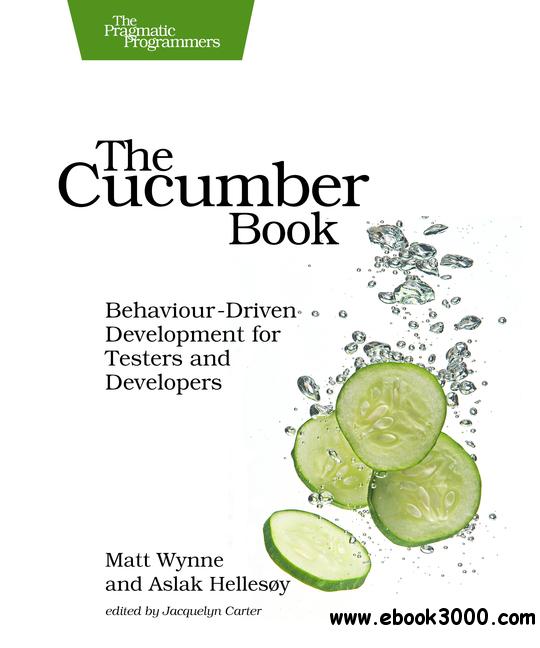 The
Pragmatic
Programmers
The
Cucumber
Book
Behaviour-Driven
Development for
Testers and
Developers
Matt Wynne
and Aslak Hellesøy
edited by Jacquelyn Carter
www.ebook3000.com